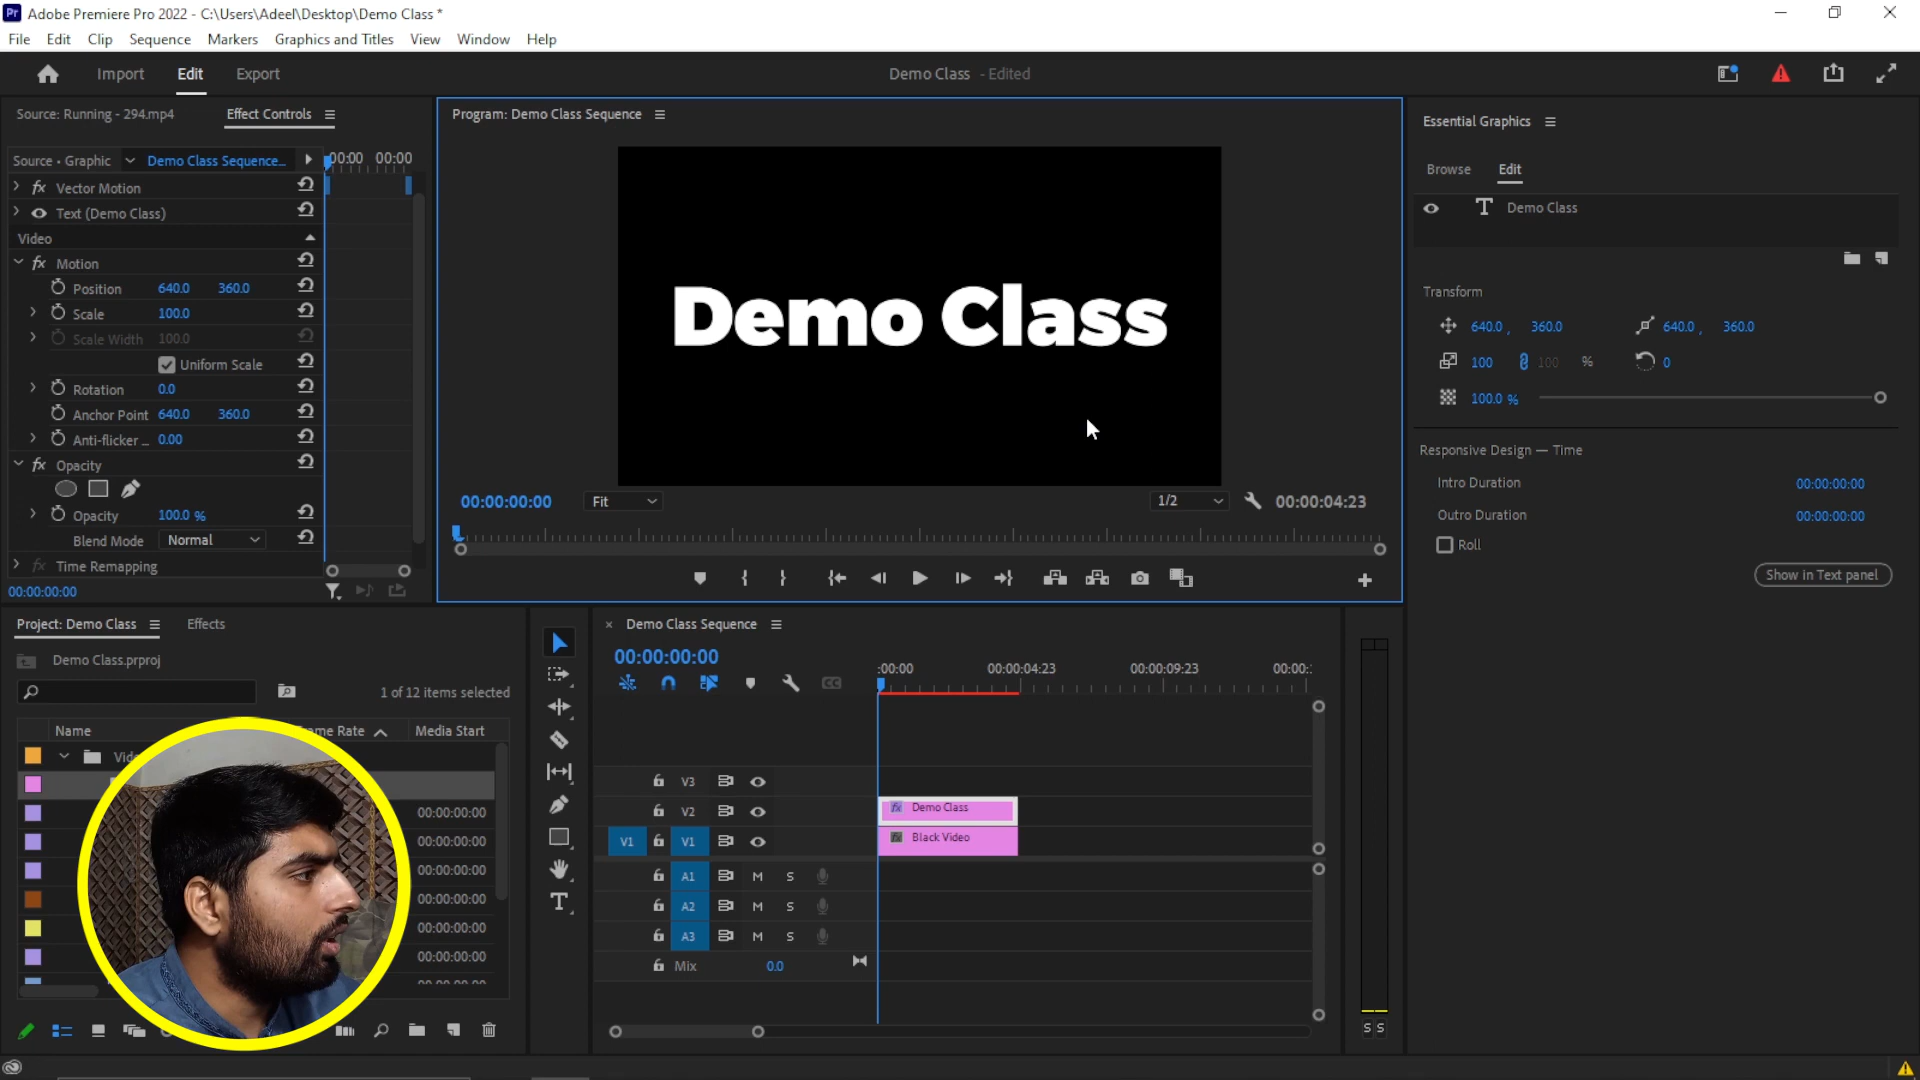 Pr Adobe Premiere Pro 2022 - C:\Users\Adeel\Desktop\Demo Class *
File Edit Clip Sequence Markers Graphics and Titles View Window Help
Import Edit Export Demo Class - Edited
Source: Running - 294.mp4 Effect Controls
Source • Graphic Demo Class Sequence... :00:00 00:00
fx Vector Motion
Text (Demo Class)
Video
fx Motion
Position 640.0 360.0
Scale 100.0
Scale Width 100.0
Uniform Scale
Rotation 0.0
Anchor Point 640.0 360.0
Anti-flicker ... 0.00
fx Opacity
Opacity 100.0 %
Blend Mode Normal
fx Time Remapping
00:00:00:00
Program: Demo Class Sequence
Demo Class
00:00:00:00 Fit 1/2 00:00:04:23
Essential Graphics
Browse Edit
T Demo Class
Transform
640.0 , 360.0 640.0 , 360.0
100 100 % 0
100.0 %
Responsive Design — Time
Intro Duration 00:00:00:00
Outro Duration 00:00:00:00
Roll
Show in Text panel
Project: Demo Class Effects
Demo Class.prproj
1 of 12 items selected
Name Media Start
00:00:00:00
00:00:00:00
00:00:00:00
00:00:00:00
00:00:00:00
00:00:00:00
× Demo Class Sequence
00:00:00:00
:00:00 00:00:04:23 00:00:09:23 00:00:
CC
V3
V2 fx Demo Class
V1 V1 fx Black Video
A1 M S
A2 M S
A3 M S
Mix 0.0
S S